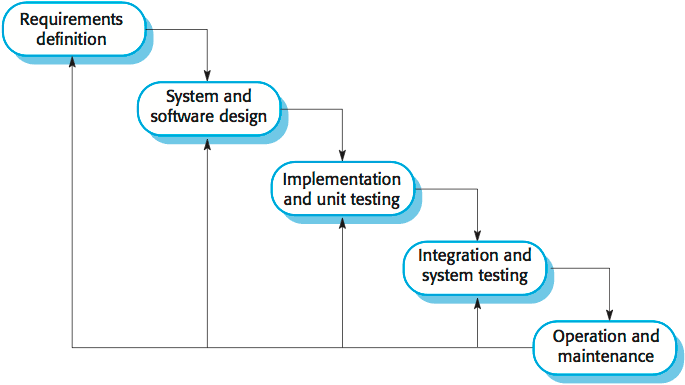 Requirements
definition
System and
software design
Implementation
and unit testing
Integration and
system testing
Operation and
maintenance